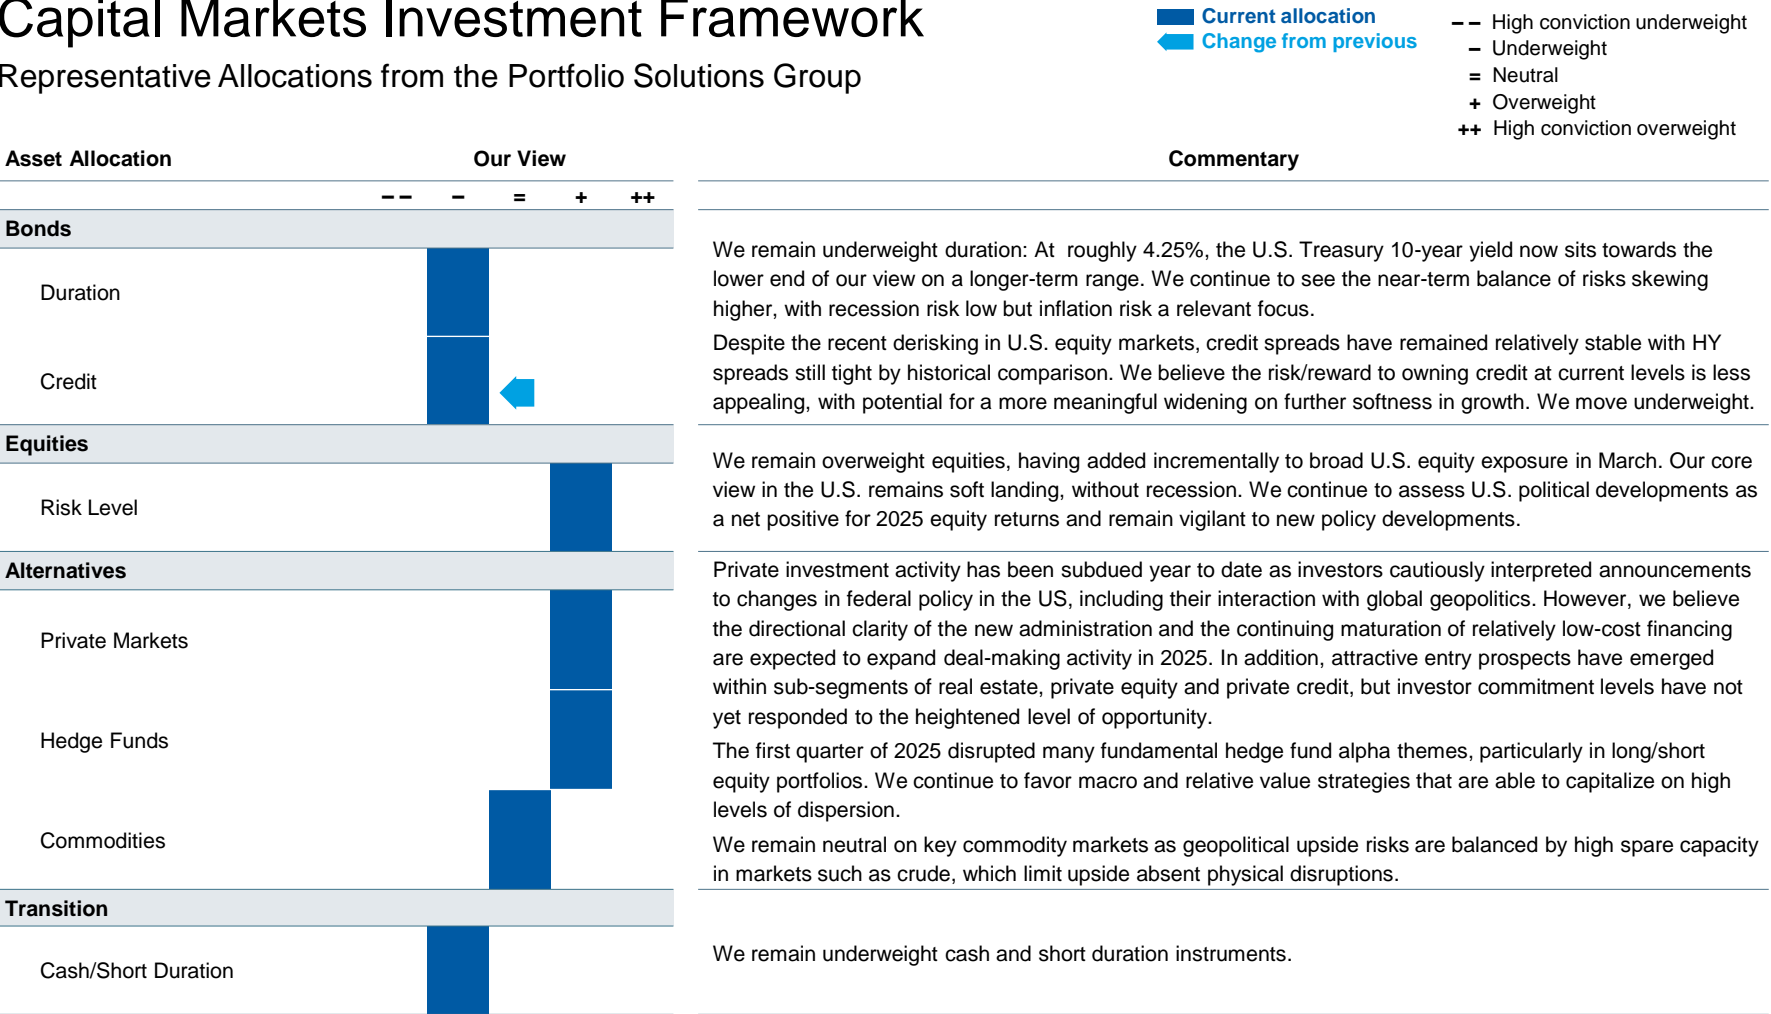 Capital Markets Investment Framework
Representative Allocations from the Portfolio Solutions Group
Current allocation
Change from previous
– – High conviction underweight
– Underweight
= Neutral
+ Overweight
++ High conviction overweight
Asset Allocation
Our View
Commentary
– – – = + ++
Bonds
Duration
We remain underweight duration: At roughly 4.25%, the U.S. Treasury 10-year yield now sits towards the
lower end of our view on a longer-term range. We continue to see the near-term balance of risks skewing
higher, with recession risk low but inflation risk a relevant focus.
Credit
Despite the recent derisking in U.S. equity markets, credit spreads have remained relatively stable with HY
spreads still tight by historical comparison. We believe the risk/reward to owning credit at current levels is less
appealing, with potential for a more meaningful widening on further softness in growth. We move underweight.
Equities
Risk Level
We remain overweight equities, having added incrementally to broad U.S. equity exposure in March. Our core
view in the U.S. remains soft landing, without recession. We continue to assess U.S. political developments as
a net positive for 2025 equity returns and remain vigilant to new policy developments.
Alternatives
Private Markets
Private investment activity has been subdued year to date as investors cautiously interpreted announcements
to changes in federal policy in the US, including their interaction with global geopolitics. However, we believe
the directional clarity of the new administration and the continuing maturation of relatively low-cost financing
are expected to expand deal-making activity in 2025. In addition, attractive entry prospects have emerged
within sub-segments of real estate, private equity and private credit, but investor commitment levels have not
yet responded to the heightened level of opportunity.
Hedge Funds
The first quarter of 2025 disrupted many fundamental hedge fund alpha themes, particularly in long/short
equity portfolios. We continue to favor macro and relative value strategies that are able to capitalize on high
levels of dispersion.
Commodities
We remain neutral on key commodity markets as geopolitical upside risks are balanced by high spare capacity
in markets such as crude, which limit upside absent physical disruptions.
Transition
Cash/Short Duration
We remain underweight cash and short duration instruments.